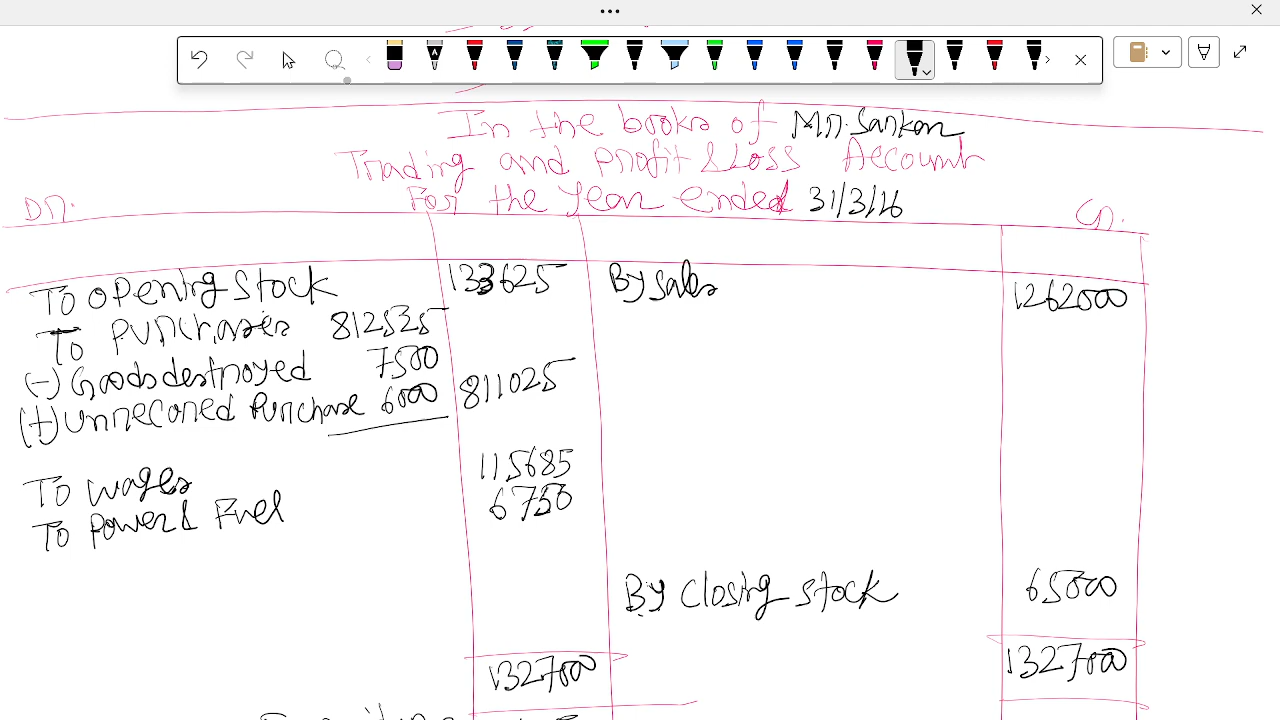 In the books of Mr. Sankar
Trading and Profit & Loss Account
For the Year ended 31/3/16
Dr. Cr.
To Opening Stock 133625 By Sales 1262000
To Purchases 812525
(-) Goods destroyed 7500
(+) Unrecorded Purchase 6000 811025
To Wages 115685
To Power & Fuel 6750
By Closing Stock 65000
1327000 1327000